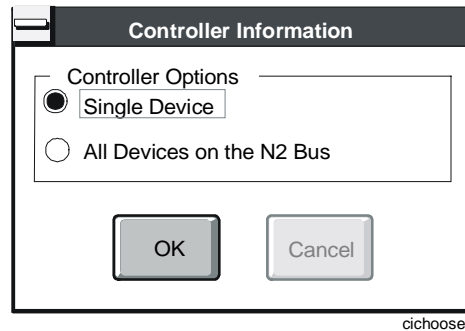 Controller Information
Controller Options
Single Device
All Devices on the N2 Bus
OK
Cancel
cichoose